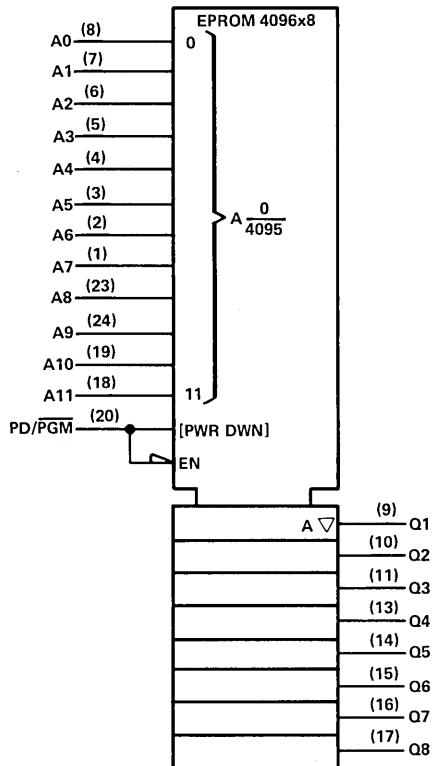 EPROM 4096x8
A0 (8) 0
A1 (7)
A2 (6)
A3 (5)
A4 (4)
A5 (3)
A 0/4095
A6 (2)
A7 (1)
A8 (23)
A9 (24)
A10 (19)
A11 (18) 11
PD/PGM (20) [PWR DWN]
EN
A ▽ (9) Q1
(10) Q2
(11) Q3
(13) Q4
(14) Q5
(15) Q6
(16) Q7
(17) Q8